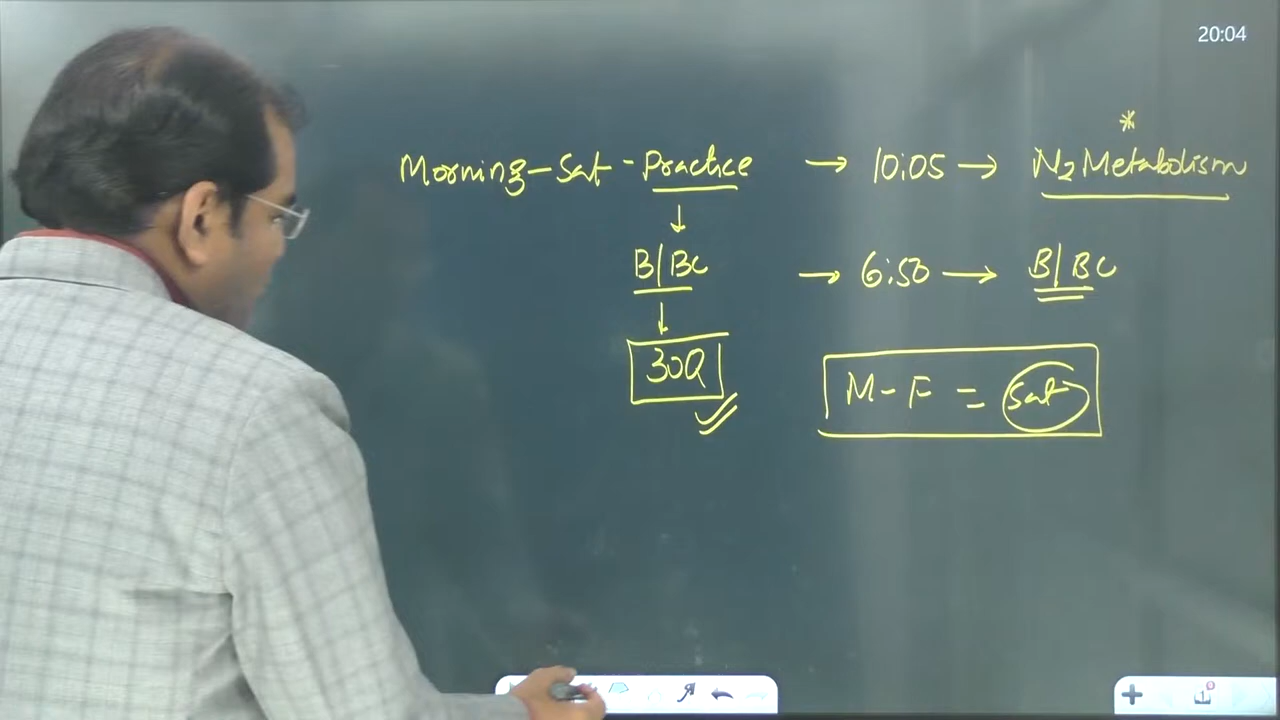 20:04
*
Morning-Sat-Practice → 10:05 → N2 Metabolism
↓
B/BC → 6:50 → B/BC
↓
30Q
M-F = Sat